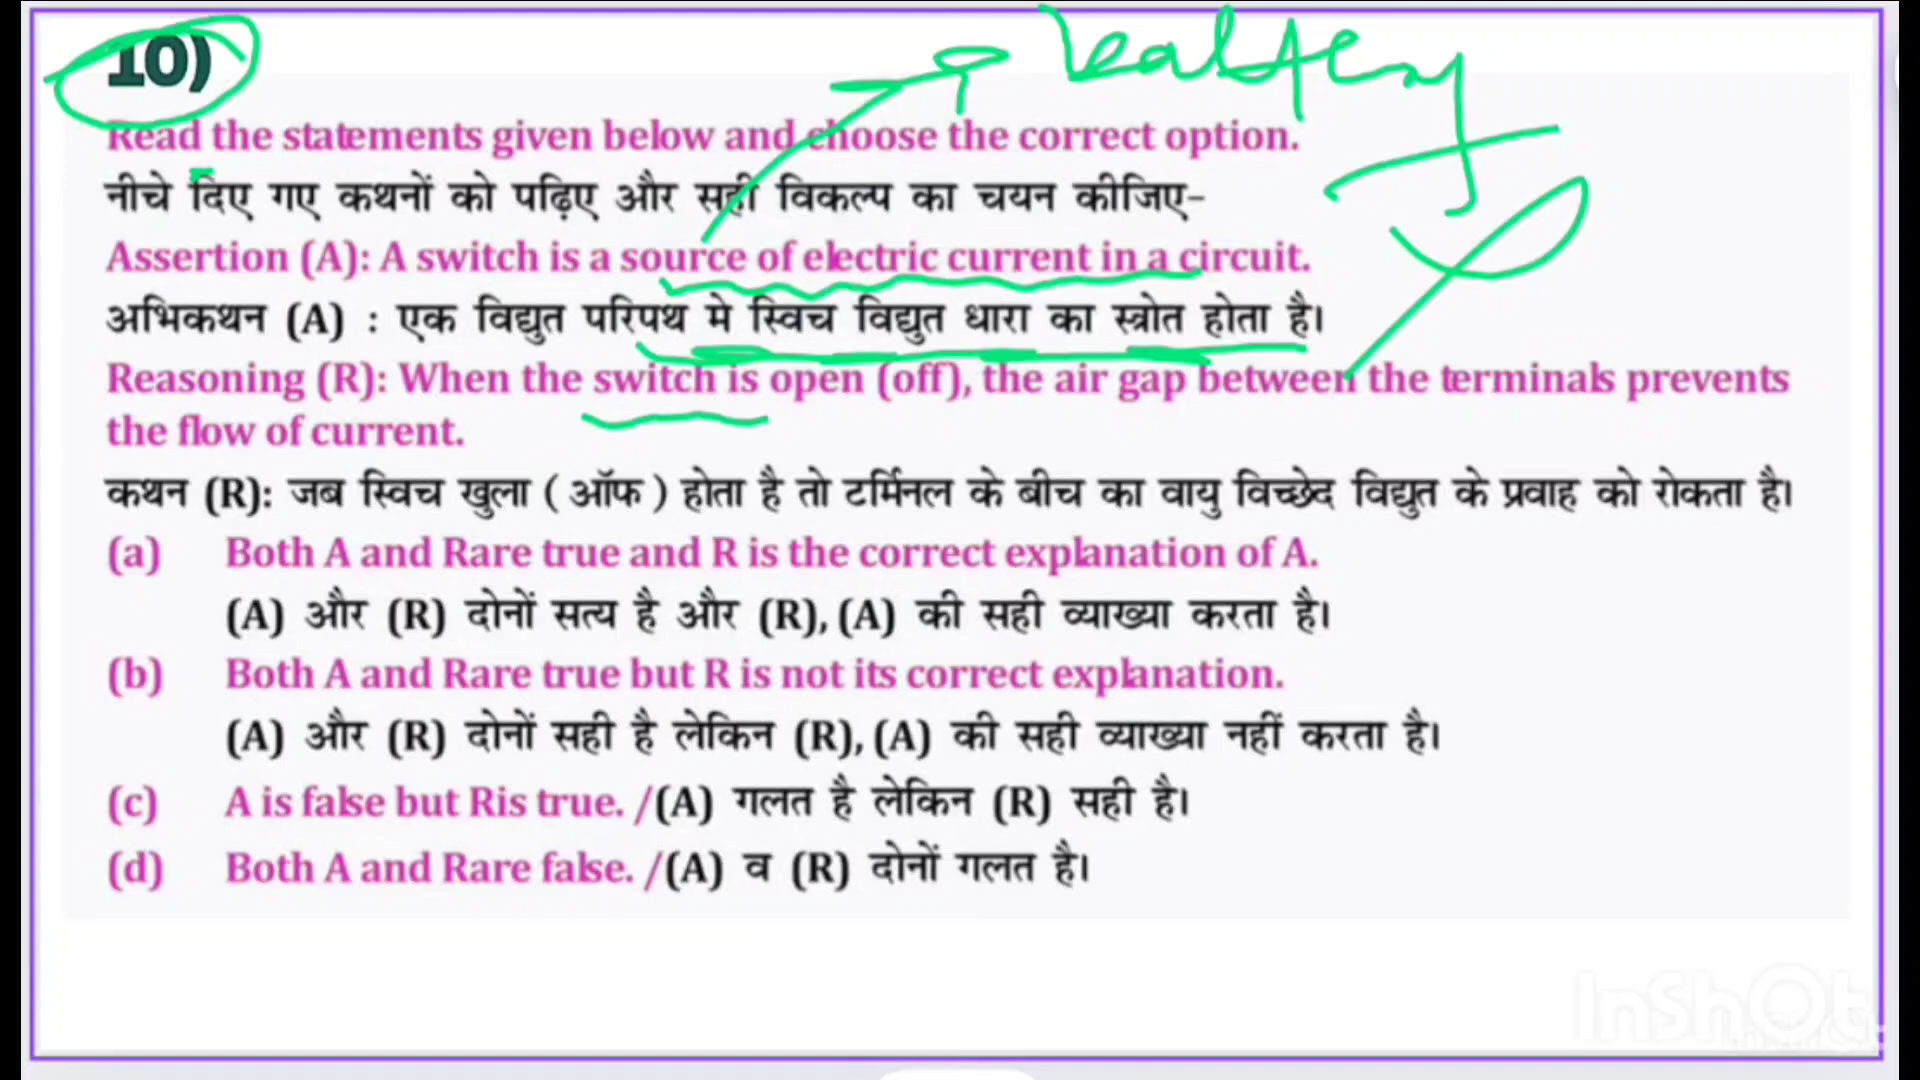 10)
battery
Read the statements given below and choose the correct option.
नीचे दिए गए कथनों को पढ़िए और सही विकल्प का चयन कीजिए-
Assertion (A): A switch is a source of electric current in a circuit.
अभिकथन (A) : एक विद्युत परिपथ मे स्विच विद्युत धारा का स्त्रोत होता है।
Reasoning (R): When the switch is open (off), the air gap between the terminals prevents
the flow of current.
कथन (R): जब स्विच खुला ( ऑफ ) होता है तो टर्मिनल के बीच का वायु विच्छेद विद्युत के प्रवाह को रोकता है।
(a) Both A and Rare true and R is the correct explanation of A.
(A) और (R) दोनों सत्य है और (R), (A) की सही व्याख्या करता है।
(b) Both A and Rare true but R is not its correct explanation.
(A) और (R) दोनों सही है लेकिन (R), (A) की सही व्याख्या नहीं करता है।
(c) A is false but Ris true. /(A) गलत है लेकिन (R) सही है।
(d) Both A and Rare false. /(A) व (R) दोनों गलत है।
InShOt